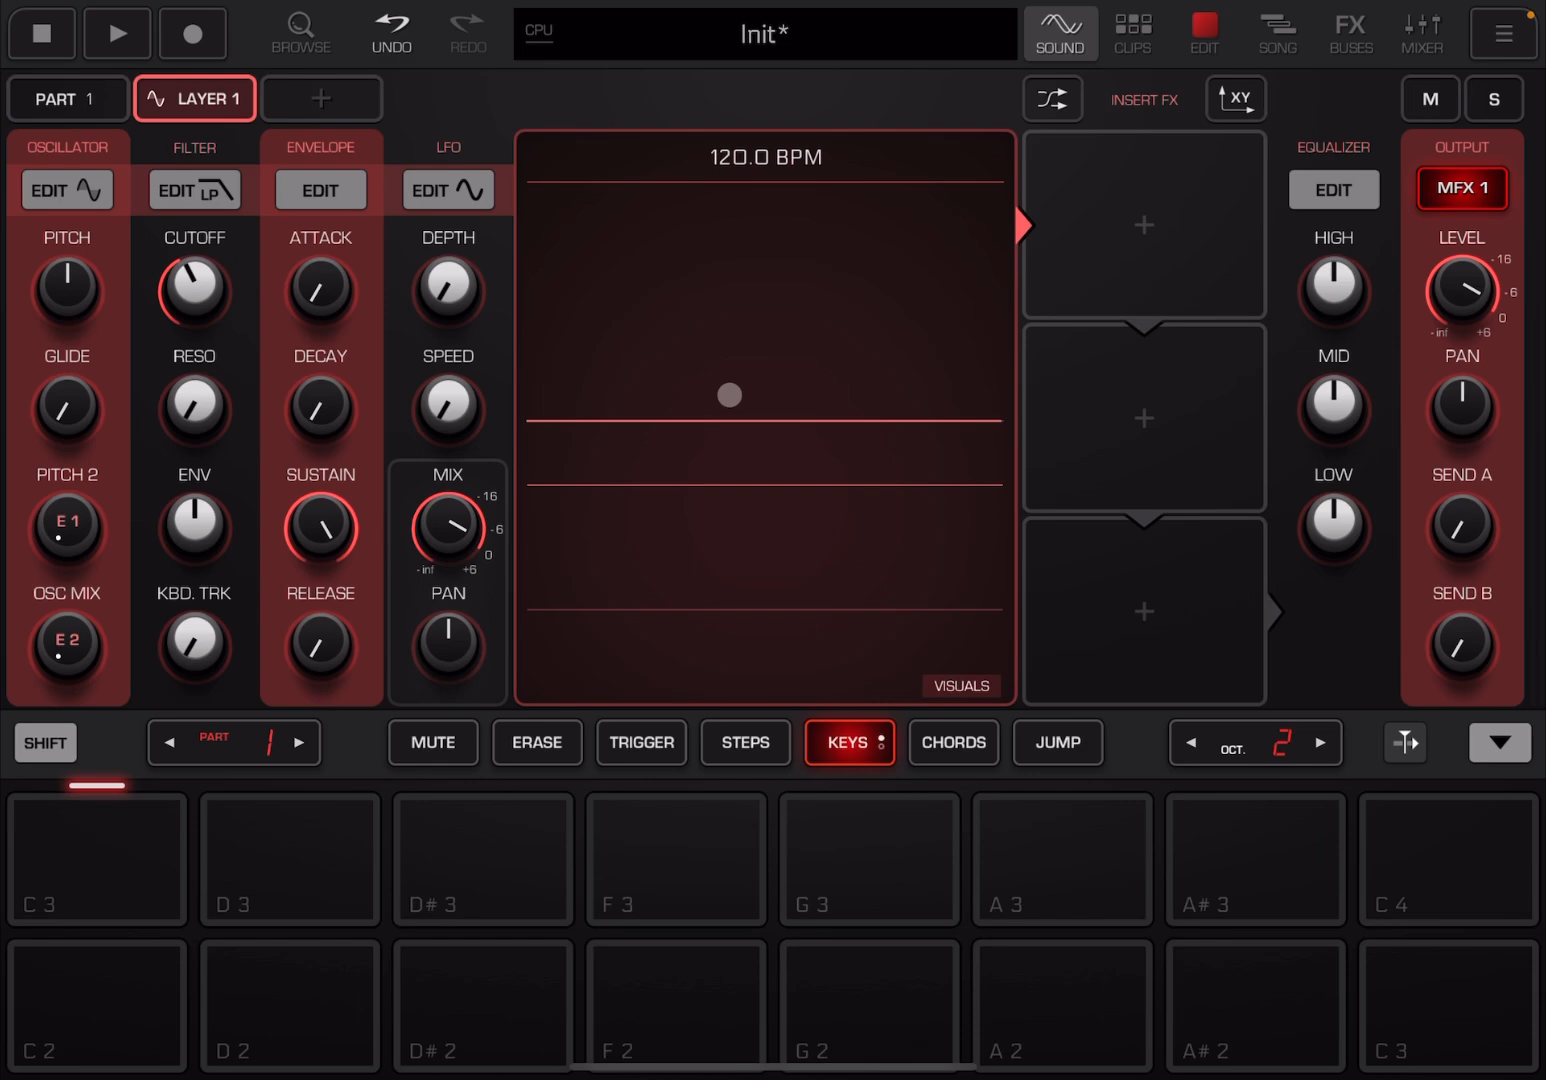 BROWSE
UNDO
REDO
CPU
Init*
SOUND
CLIPS
EDIT
SONG
FX
BUSES
MIXER
PART 1
LAYER 1
+
INSERT FX
XY
M
S
OSCILLATOR
FILTER
ENVELOPE
LFO
120.0 BPM
EQUALIZER
OUTPUT
EDIT
EDIT LP
EDIT
EDIT
EDIT
MFX 1
PITCH
CUTOFF
ATTACK
DEPTH
+
HIGH
LEVEL
-16
-6
0
-inf
+6
GLIDE
RESO
DECAY
SPEED
+
MID
PAN
PITCH 2
ENV
SUSTAIN
MIX
LOW
SEND A
E 1
-16
-6
0
-inf
+6
OSC MIX
KBD. TRK
RELEASE
PAN
+
SEND B
E 2
VISUALS
SHIFT
PART 1
MUTE
ERASE
TRIGGER
STEPS
KEYS
CHORDS
JUMP
OCT. 2
C 3
D 3
D# 3
F 3
G 3
A 3
A# 3
C 4
C 2
D 2
D# 2
F 2
G 2
A 2
A# 2
C 3